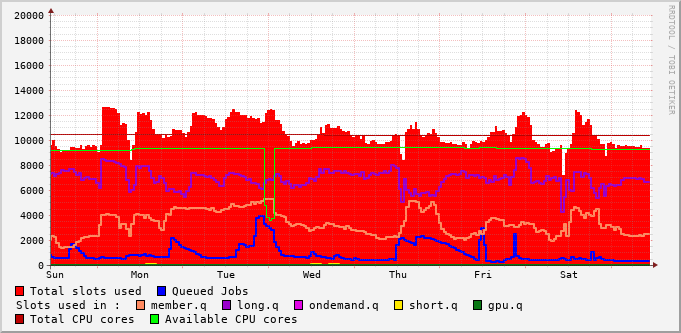 20000
18000
16000
14000
12000
10000
8000
6000
4000
2000
0
Sun Mon Tue Wed Thu Fri Sat
RRDTOOL / TOBI OETIKER
Total slots used Queued Jobs
Slots used in : member.q long.q ondemand.q short.q gpu.q
Total CPU cores Available CPU cores